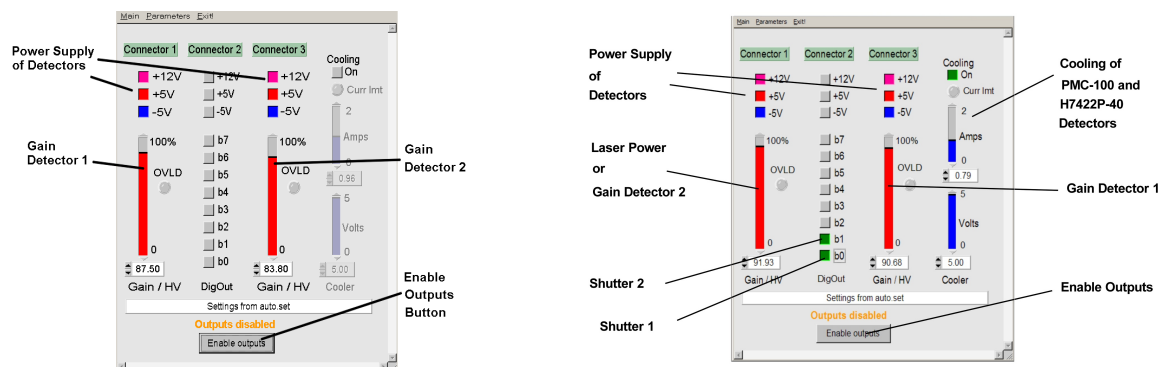 Main Parameters Exit!
Connector 1 Connector 2 Connector 3
Power Supply
of Detectors
Cooling
On
+12V +12V +12V
Curr lmt
+5V +5V +5V
-5V -5V -5V
2
Amps
0
0.96
100% b7 100%
Gain
Detector 1
b6
OVLD b5 OVLD
Gain
Detector 2
b4
b3
b2
b1
b0
0 0
5
Volts
0
87.50 83.80 5.00
Gain / HV DigOut Gain / HV Cooler
Enable
Outputs
Button
Settings from auto.set
Outputs disabled
Enable outputs
Main Parameters Exit!
Connector 1 Connector 2 Connector 3
Power Supply
of
Detectors
Cooling
On
Cooling of
PMC-100 and
H7422P-40
Detectors
+12V +12V +12V
Curr lmt
+5V +5V +5V
-5V -5V -5V
2
Amps
0
0.79
100% b7 100%
Laser Power
or
Gain Detector 2
b6
OVLD b5 OVLD
b4
Gain Detector 1
b3
b2
b1
b0
0 0
5
Volts
0
91.93 90.68 5.00
Gain / HV DigOut Gain / HV Cooler
Shutter 2
Shutter 1
Enable Outputs
Settings from auto.set
Outputs disabled
Enable outputs